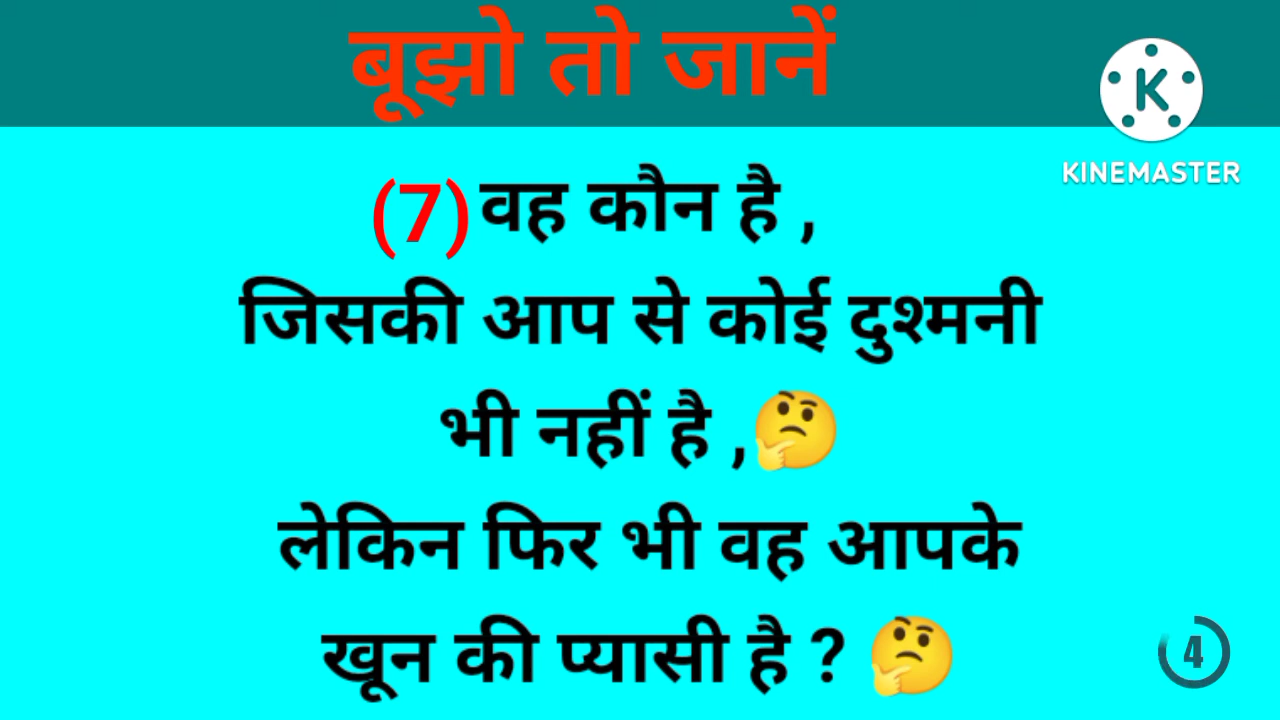 बूझो तो जानें
K
KINEMASTER
(7) वह कौन है ,
जिसकी आप से कोई दुश्मनी
भी नहीं है ,🤔
लेकिन फिर भी वह आपके
खून की प्यासी है ? 🤔
4